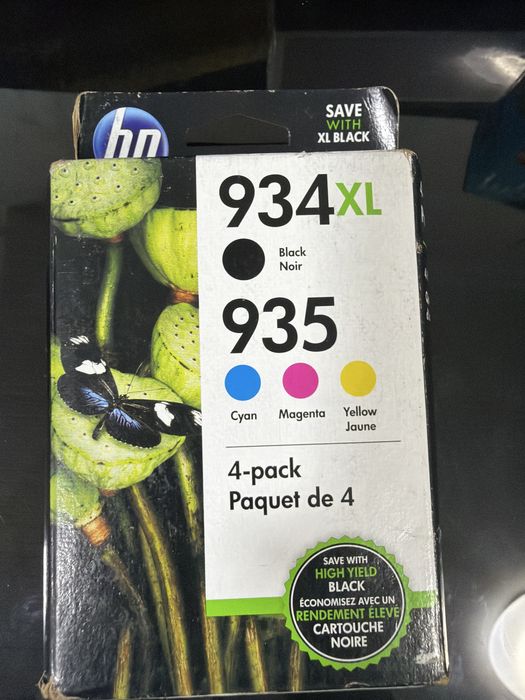 hp
SAVE
WITH
XL BLACK
934XL
Black
Noir
935
Cyan Magenta Yellow
Jaune
4-pack
Paquet de 4
SAVE WITH
HIGH YIELD
BLACK
ÉCONOMISEZ AVEC UN
RENDEMENT ÉLEVÉ
CARTOUCHE
NOIRE